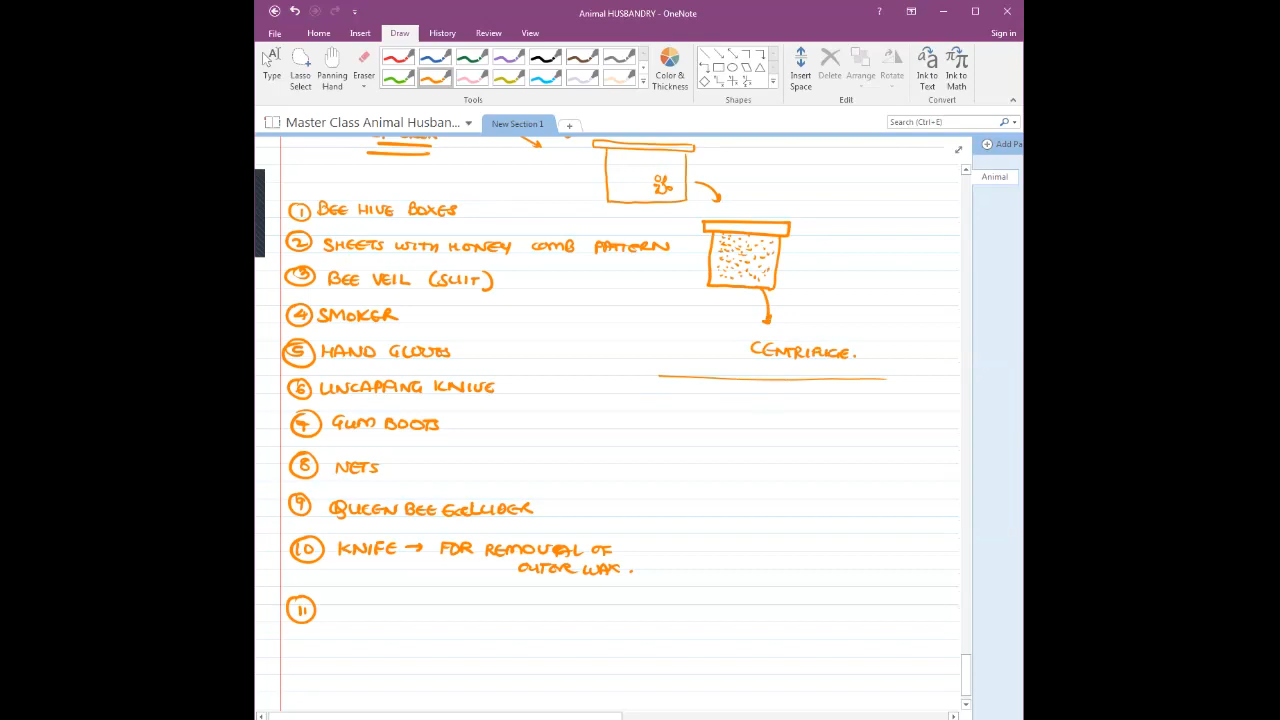 Animal HUSBANDRY - OneNote
?
File
Home
Insert
Draw
History
Review
View
Sign in
Type
Lasso Select
Panning Hand
Eraser
Color & Thickness
Insert Space
Delete
Arrange
Rotate
Ink to Text
Ink to Math
Tools
Shapes
Edit
Convert
Master Class Animal Husban...
New Section 1
Search (Ctrl+E)
Add Pa
Animal
① BEE HIVE BOXES
② SHEETS WITH HONEY COMB PATTERN
③ BEE VEIL (SUIT)
④ SMOKER
⑤ HAND GLOVES
⑥ UNCAPPING KNIVE
⑦ GUM BOOTS
⑧ NETS
⑨ QUEEN BEE EXCLUDER
⑩ KNIFE → FOR REMOVAL OF
OUTER WAX.
⑪
CENTRIFUGE.